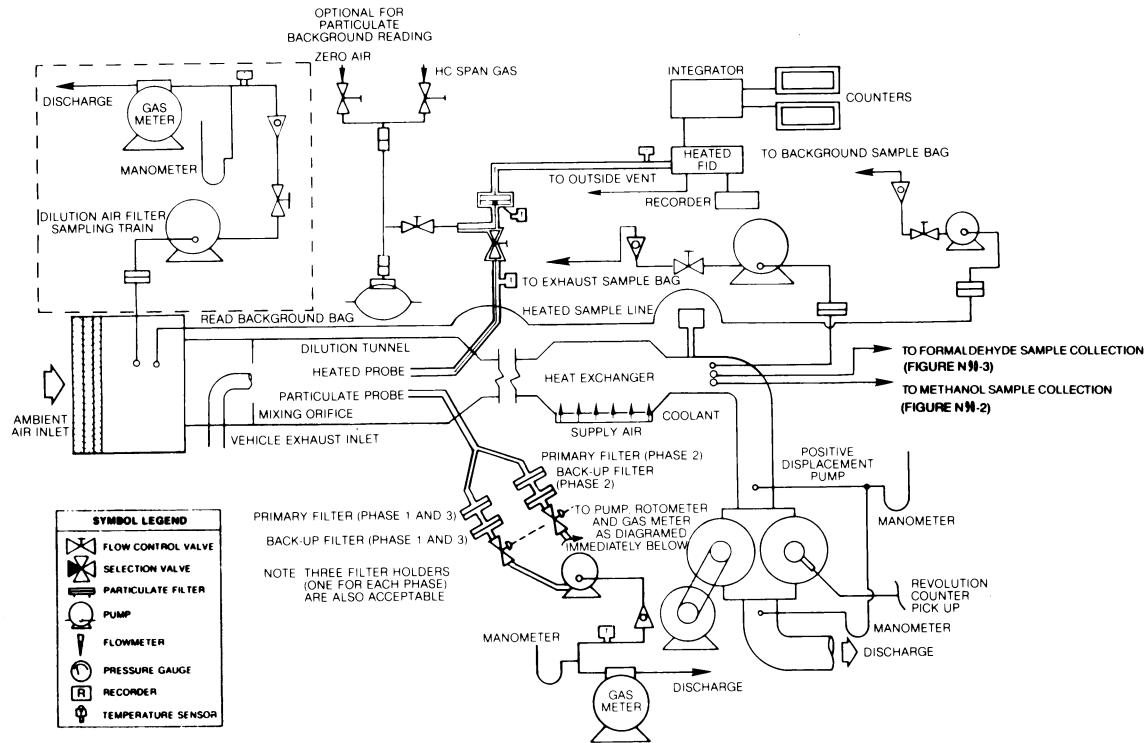 OPTIONAL FOR
PARTICULATE
BACKGROUND READING
ZERO AIR
HC SPAN GAS
DISCHARGE
GAS
METER
MANOMETER
DILUTION AIR FILTER
SAMPLING TRAIN
INTEGRATOR
COUNTERS
HEATED
FID
TO OUTSIDE VENT
RECORDER
TO BACKGROUND SAMPLE BAG
TO EXHAUST SAMPLE BAG
READ BACKGROUND BAG
HEATED SAMPLE LINE
DILUTION TUNNEL
HEATED PROBE
PARTICULATE PROBE
MIXING ORIFICE
VEHICLE EXHAUST INLET
AMBIENT
AIR INLET
HEAT EXCHANGER
COOLANT
SUPPLY AIR
TO FORMALDEHYDE SAMPLE COLLECTION
(FIGURE N90-3)
TO METHANOL SAMPLE COLLECTION
(FIGURE N90-2)
PRIMARY FILTER (PHASE 2)
BACK-UP FILTER
(PHASE 2)
PRIMARY FILTER (PHASE 1 AND 3)
BACK-UP FILTER (PHASE 1 AND 3)
TO PUMP, ROTOMETER
AND GAS METER
AS DIAGRAMED
IMMEDIATELY BELOW
NOTE THREE FILTER HOLDERS
(ONE FOR EACH PHASE)
ARE ALSO ACCEPTABLE
POSITIVE
DISPLACEMENT
PUMP
MANOMETER
REVOLUTION
COUNTER
PICK UP
MANOMETER
DISCHARGE
MANOMETER
T
GAS
METER
DISCHARGE
SYMBOL LEGEND
FLOW CONTROL VALVE
SELECTION VALVE
PARTICULATE FILTER
PUMP
FLOWMETER
PRESSURE GAUGE
R RECORDER
T TEMPERATURE SENSOR